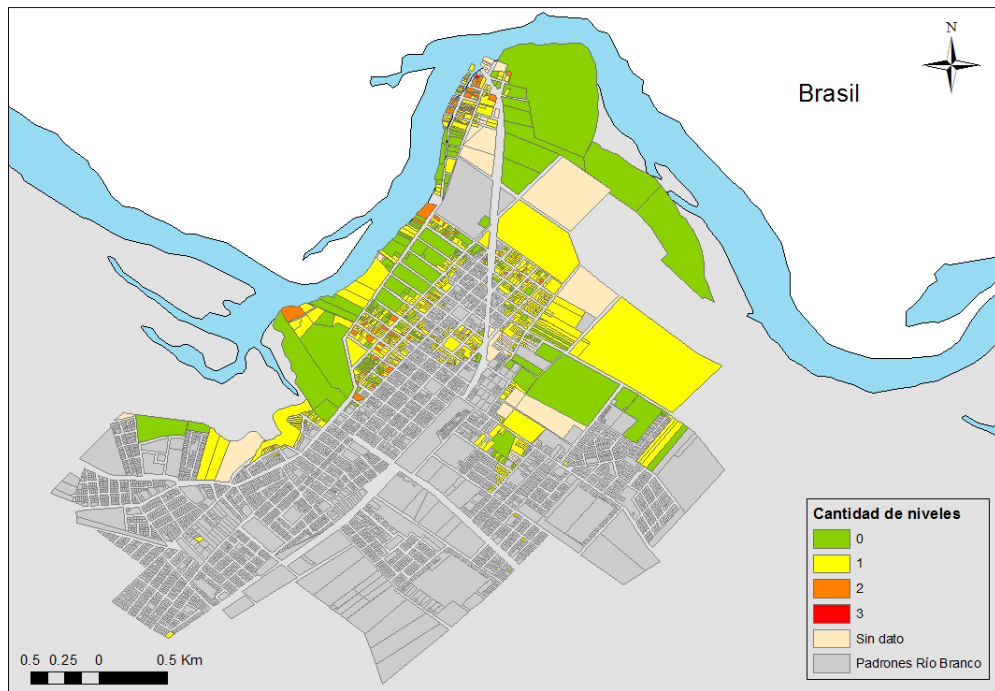 N
Brasil
Cantidad de niveles
0
1
2
3
Sin dato
Padrones Río Branco
0.5 0.25 0 0.5 Km